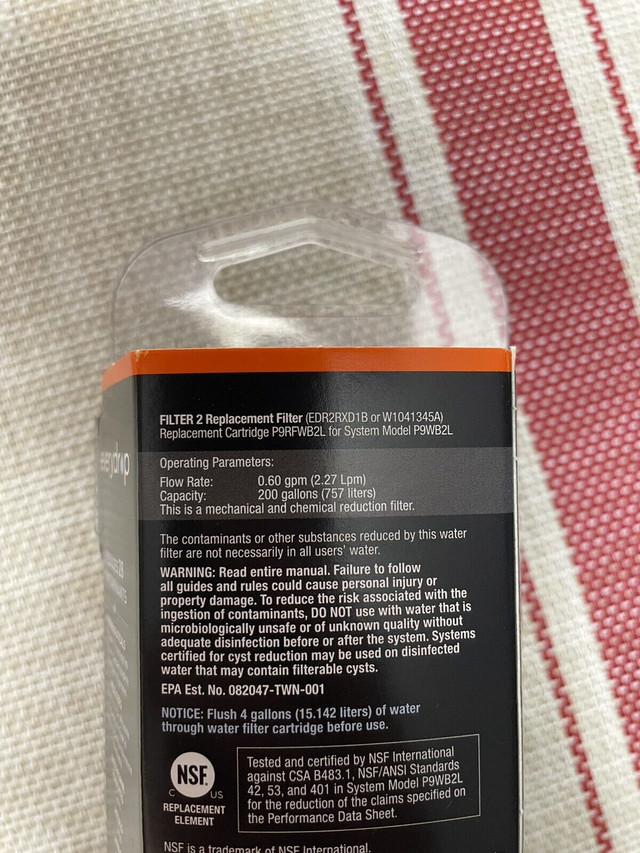 FILTER 2 Replacement Filter (EDR2RXD1B or W1041345A)
Replacement Cartridge P9RFWB2L for System Model P9WB2L
everydrop
Operating Parameters:
Flow Rate: 0.60 gpm (2.27 Lpm)
Capacity: 200 gallons (757 liters)
This is a mechanical and chemical reduction filter.
The contaminants or other substances reduced by this water
filter are not necessarily in all users' water.
WARNING: Read entire manual. Failure to follow
all guides and rules could cause personal injury or
property damage. To reduce the risk associated with the
ingestion of contaminants, DO NOT use with water that is
microbiologically unsafe or of unknown quality without
adequate disinfection before or after the system. Systems
certified for cyst reduction may be used on disinfected
water that may contain filterable cysts.
EPA Est. No. 082047-TWN-001
NOTICE: Flush 4 gallons (15.142 liters) of water
through water filter cartridge before use.
NSF.
C US
REPLACEMENT
ELEMENT
Tested and certified by NSF International
against CSA B483.1, NSF/ANSI Standards
42, 53, and 401 in System Model P9WB2L
for the reduction of the claims specified on
the Performance Data Sheet.
NSF is a trademark of NSF International.